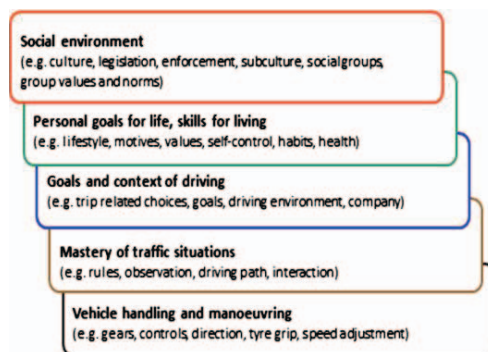 Social environment
(e.g. culture, legislation, enforcement, subculture, social groups,
group values and norms)
Personal goals for life, skills for living
(e.g. lifestyle, motives, values, self-control, habits, health)
Goals and context of driving
(e.g. trip related choices, goals, driving environment, company)
Mastery of traffic situations
(e.g. rules, observation, driving path, interaction)
Vehicle handling and manoeuvring
(e.g. gears, controls, direction, tyre grip, speed adjustment)